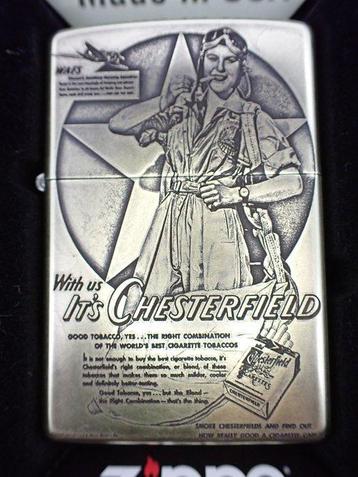 Made in U.S.A.
WAFS
With us
IT'S CHESTERFIELD
GOOD TOBACCO, YES... THE RIGHT COMBINATION
OF THE WORLD'S BEST CIGARETTE TOBACCOS
It is not enough to buy the best cigarette tobacco, it's
Chesterfield's right combination, or blend, of these
tobaccos that makes them so much milder, cooler
and definitely better-tasting.
Good Tobacco, yes... but the Blend—
the Right Combination—that's the thing.
Chesterfield
CIGARETTES
CHESTERFIELD
SMOKE CHESTERFIELDS AND FIND OUT
HOW REALLY GOOD A CIGARETTE CAN
Zippo